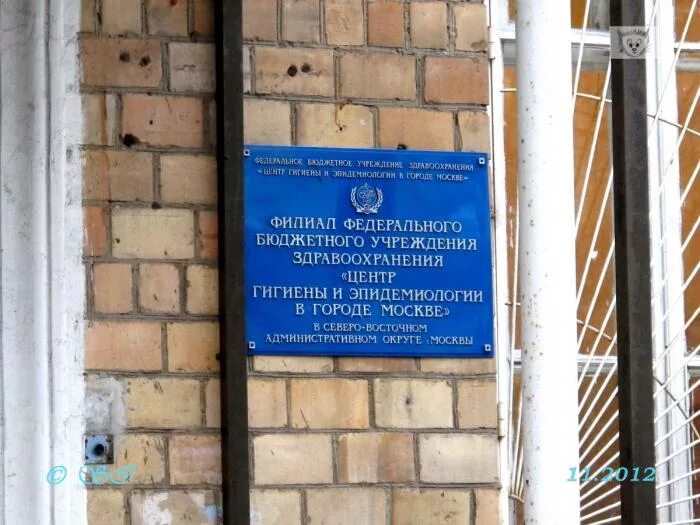 ФЕДЕРАЛЬНОЕ БЮДЖЕТНОЕ УЧРЕЖДЕНИЕ ЗДРАВООХРАНЕНИЯ
«ЦЕНТР ГИГИЕНЫ И ЭПИДЕМИОЛОГИИ В ГОРОДЕ МОСКВЕ»
ФИЛИАЛ ФЕДЕРАЛЬНОГО
БЮДЖЕТНОГО УЧРЕЖДЕНИЯ
ЗДРАВООХРАНЕНИЯ
«ЦЕНТР
ГИГИЕНЫ И ЭПИДЕМИОЛОГИИ
В ГОРОДЕ МОСКВЕ»
В СЕВЕРО-ВОСТОЧНОМ
АДМИНИСТРАТИВНОМ ОКРУГЕ г.МОСКВЫ
11.2012